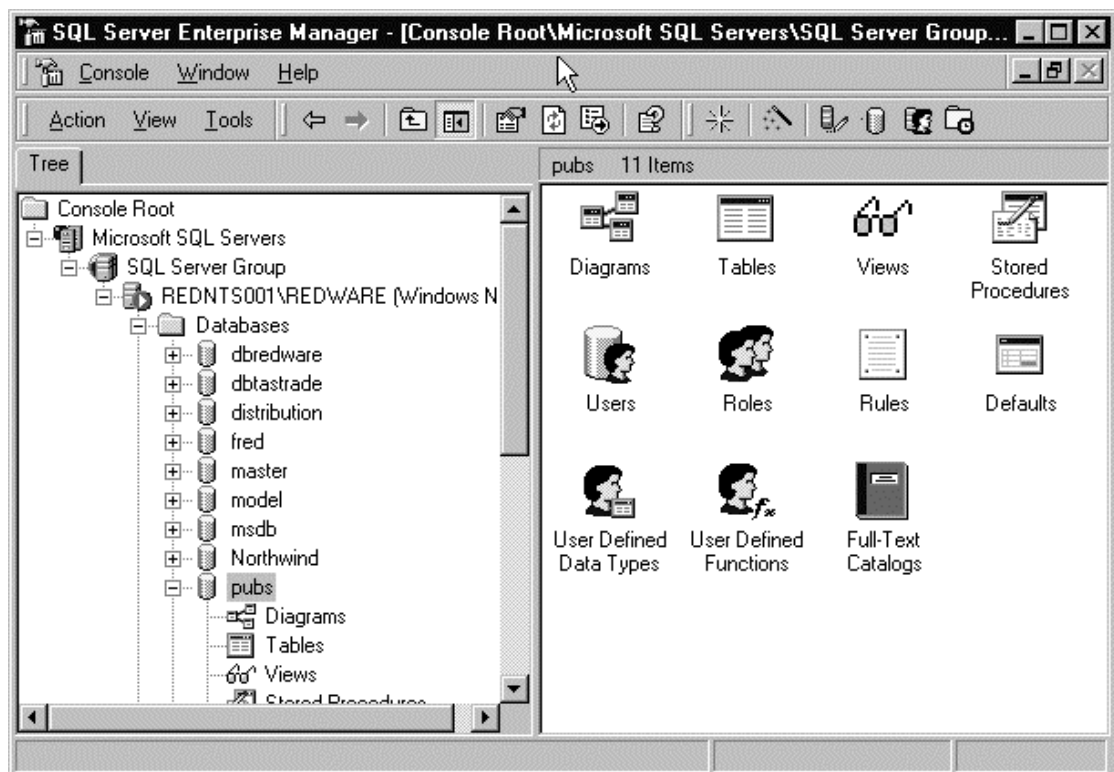 SQL Server Enterprise Manager - [Console Root\Microsoft SQL Servers\SQL Server Group...
Console Window Help
Action View Tools
Tree
pubs 11 Items
Console Root
Microsoft SQL Servers
SQL Server Group
REDNTS001\REDWARE (Windows N
Databases
dbredware
dbtastrade
distribution
fred
master
model
msdb
Northwind
pubs
Diagrams
Tables
Views
Stored Procedures
Diagrams
Tables
Views
Stored
Procedures
Users
Roles
Rules
Defaults
User Defined
Data Types
User Defined
Functions
Full-Text
Catalogs